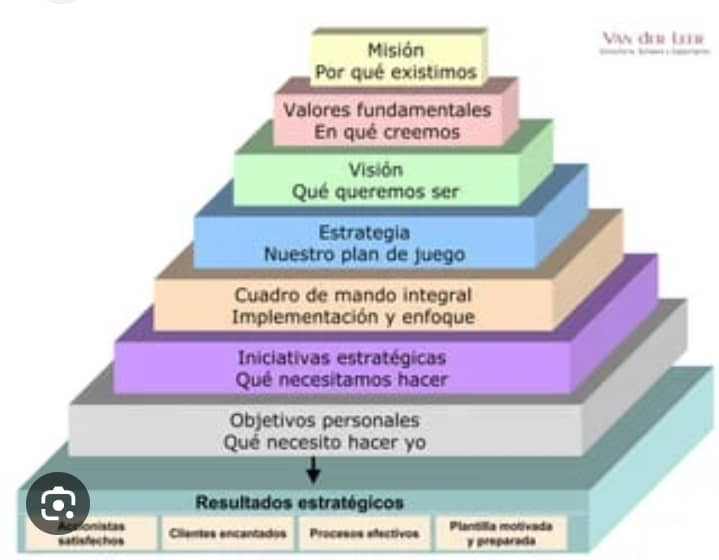 VAN der LEER
Misión
Por qué existimos
Valores fundamentales
En qué creemos
Visión
Qué queremos ser
Estrategia
Nuestro plan de juego
Cuadro de mando integral
Implementación y enfoque
Iniciativas estratégicas
Qué necesitamos hacer
Objetivos personales
Qué necesito hacer yo
Resultados estratégicos
Accionistas
satisfechos
Clientes encantados
Procesos efectivos
Plantilla motivada
y preparada